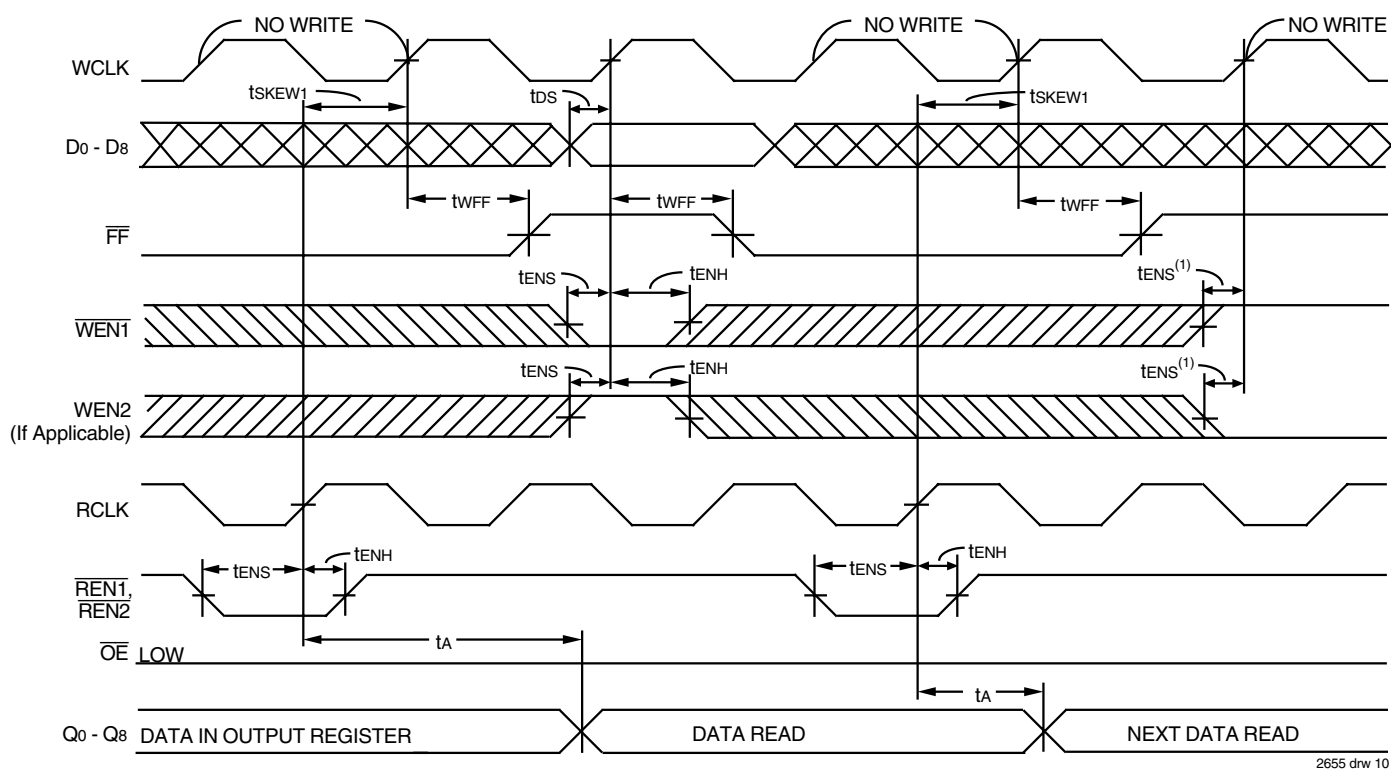 NO WRITE NO WRITE NO WRITE
WCLK
tSKEW1 tDS tSKEW1
D0 - D8
tWFF tWFF tWFF
FF
tENS tENH tENS(1)
WEN1
tENS tENH tENS(1)
WEN2
(If Applicable)
RCLK
tENS tENH tENS tENH
REN1,
REN2
tA
OE LOW
tA
Q0 - Q8 DATA IN OUTPUT REGISTER DATA READ NEXT DATA READ
2655 drw 10